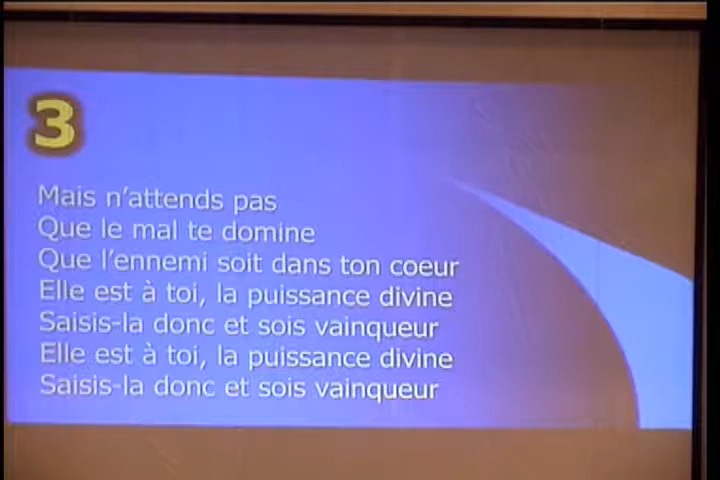 3
Mais n'attends pas
Que le mal te domine
Que l'ennemi soit dans ton coeur
Elle est à toi, la puissance divine
Saisis-la donc et sois vainqueur
Elle est à toi, la puissance divine
Saisis-la donc et sois vainqueur